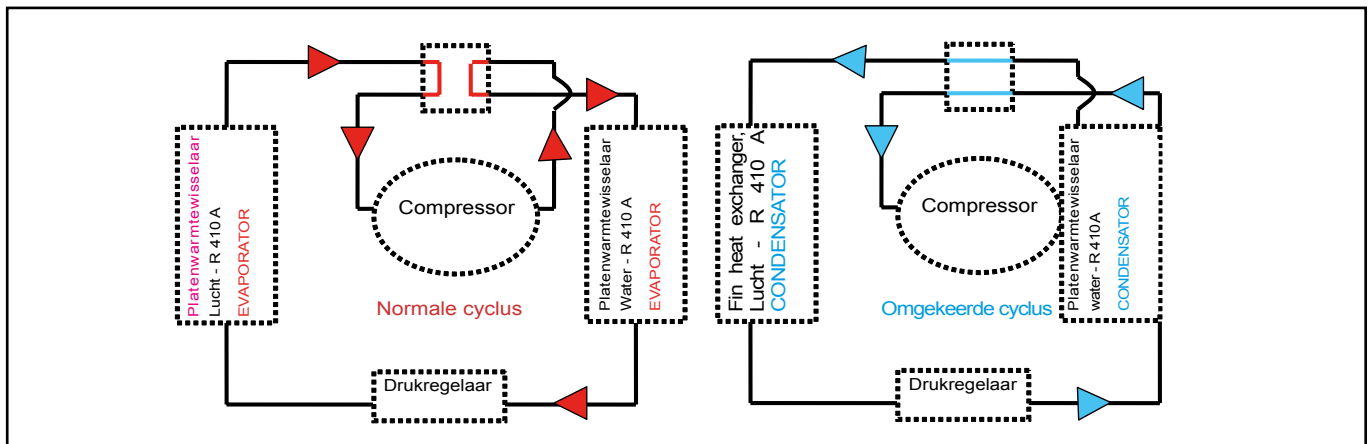 Platenwarmtewisselaar
Lucht - R 410 A
EVAPORATOR
Compressor
Normale cyclus
Drukregelaar
Platenwarmtewisselaar
Water - R 410 A
EVAPORATOR
Fin heat exchanger,
Lucht - R 410 A
CONDENSATOR
Compressor
Omgekeerde cyclus
Drukregelaar
Platenwarmtewisselaar
water - R 410A
CONDENSATOR